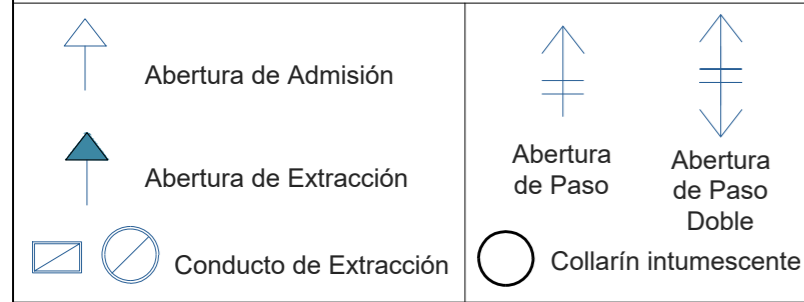 Abertura de Admisión
Abertura de Extracción
Conducto de Extracción
Abertura
de Paso
Abertura
de Paso
Doble
Collarín intumescente